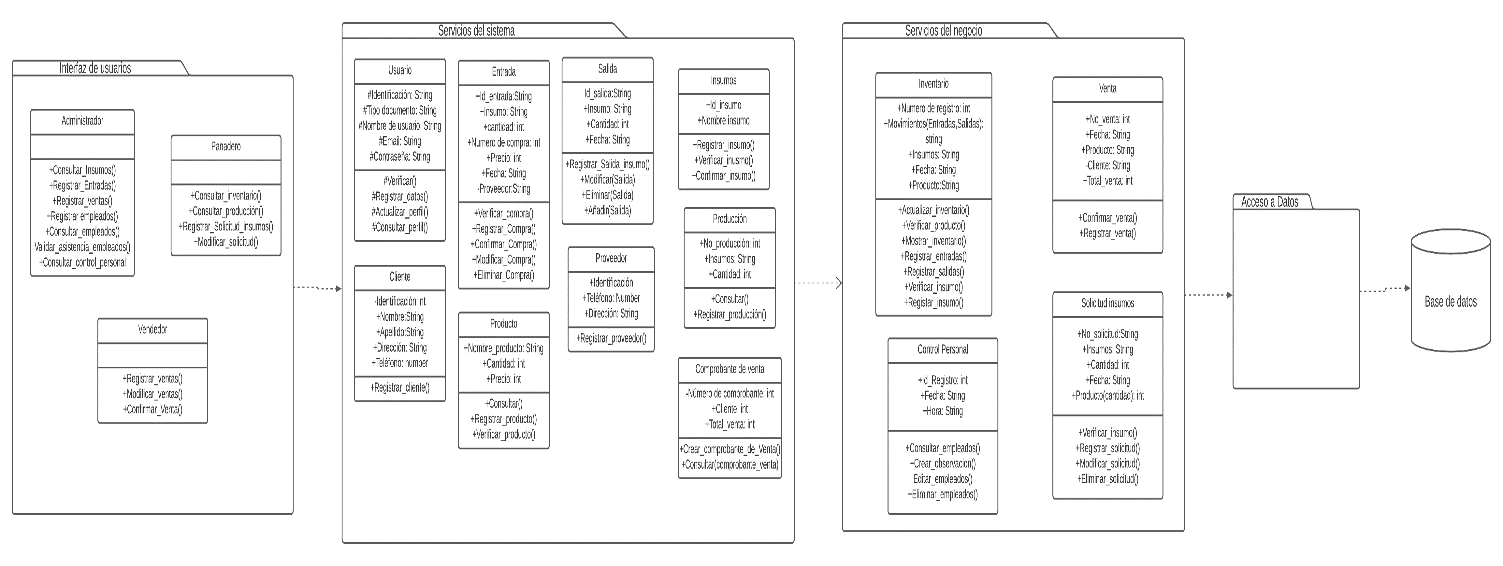 Interfaz de usuarios
Administrador
+Consultar_Insumos()
+Registrar_Entradas()
+Registrar_ventas()
+Registrar empleados()
+Consultar_empleados()
Validar_asistencia_empleados()
+Consultar_control_personal
Panadero
+Consultar_inventario()
+Consultar_producción()
+Registrar_Solicitud_insumos()
+Modificar_solicitud()
Vendedor
+Registrar_ventas()
+Modificar_ventas()
+Confirmar_Venta()
Servicios del sistema
Usuario
#Identificación: String
#Tipo documento: String
#Nombre de usuario: String
#Email: String
#Contraseña: String
#Verificar()
#Registrar_datos()
#Actualizar_perfil()
#Consultar_perfil()
Cliente
-Identificación: int
+Nombre:String
+Apellido:String
+Dirección: String
+Teléfono: number
+Registrar_cliente()
Entrada
+Id_entrada:String
+Insumo: String
+cantidad: int
+Numero de compra: int
+Precio: int
+Fecha: String
-Proveedor:String
+Verificar_compra()
+Registrar_Compra()
+Confirmar_Compra()
+Modificar_Compra()
+Eliminar_Compra()
Producto
+Nombre_producto: String
+Cantidad: int
+Precio: int
+Consultar()
+Registrar_producto()
+Verificar_producto()
Salida
Id_salica:String
+Insumo: String
+Cantidad: int
+Fecha: String
+Registrar_Salida_insumo()
+Modificar(Salida)
+Eliminar(Salida)
+Añadir(Salida)
Proveedor
+Identificación
+Teléfono: Number
+Dirección: String
+Registrar_proveedor()
Insumos
+Id_insumo
+Nombre insumo
+Registrar_insumo()
+Verificar_inusmo()
+Confirmar_insumo()
Producción
+No_producción: int
+Insumos: String
+Cantidad: int
+Consultar()
+Registrar_producción()
Comprobante de venta
-Número de comprobante: int
+Cliente: int
+Total_venta: int
+Crear_comprobante_de_Venta()
+Consultar(comprobante_venta)
Servicios del negocio
Inventario
+Numero de registro: int
+Movimientos(Entradas,Salidas):
string
+Insumos: String
+Fecha: String
+Producto:String
+Actualizar_inventario()
+Verificar_producto()
+Mostrar_inventario()
+Registrar_entradas()
+Registrar_salidas()
+Verificar_insumo()
+Register_insumo()
Control Personal
+Id_Registro: int
+Fecha: String
+Hora: String
+Consultar_empleados()
+Crear_observacion()
Editar_empleados()
+Eliminar_empleados()
Venta
+No_venta: int
+Fecha: String
+Producto: String
-Cliente: String
+Total_venta: int
+Confirmar_venta()
+Registrar_venta()
Solicitud insumos
+No_solicitud:String
+Insumos: String
+Cantidad: int
+Fecha: String
+Producto(cantidad): int
+Verificar_insumo()
+Registrar_solicitud()
+Modificar_solicitud()
+Eliminar_solicitud()
Acceso a Datos
Base de datos